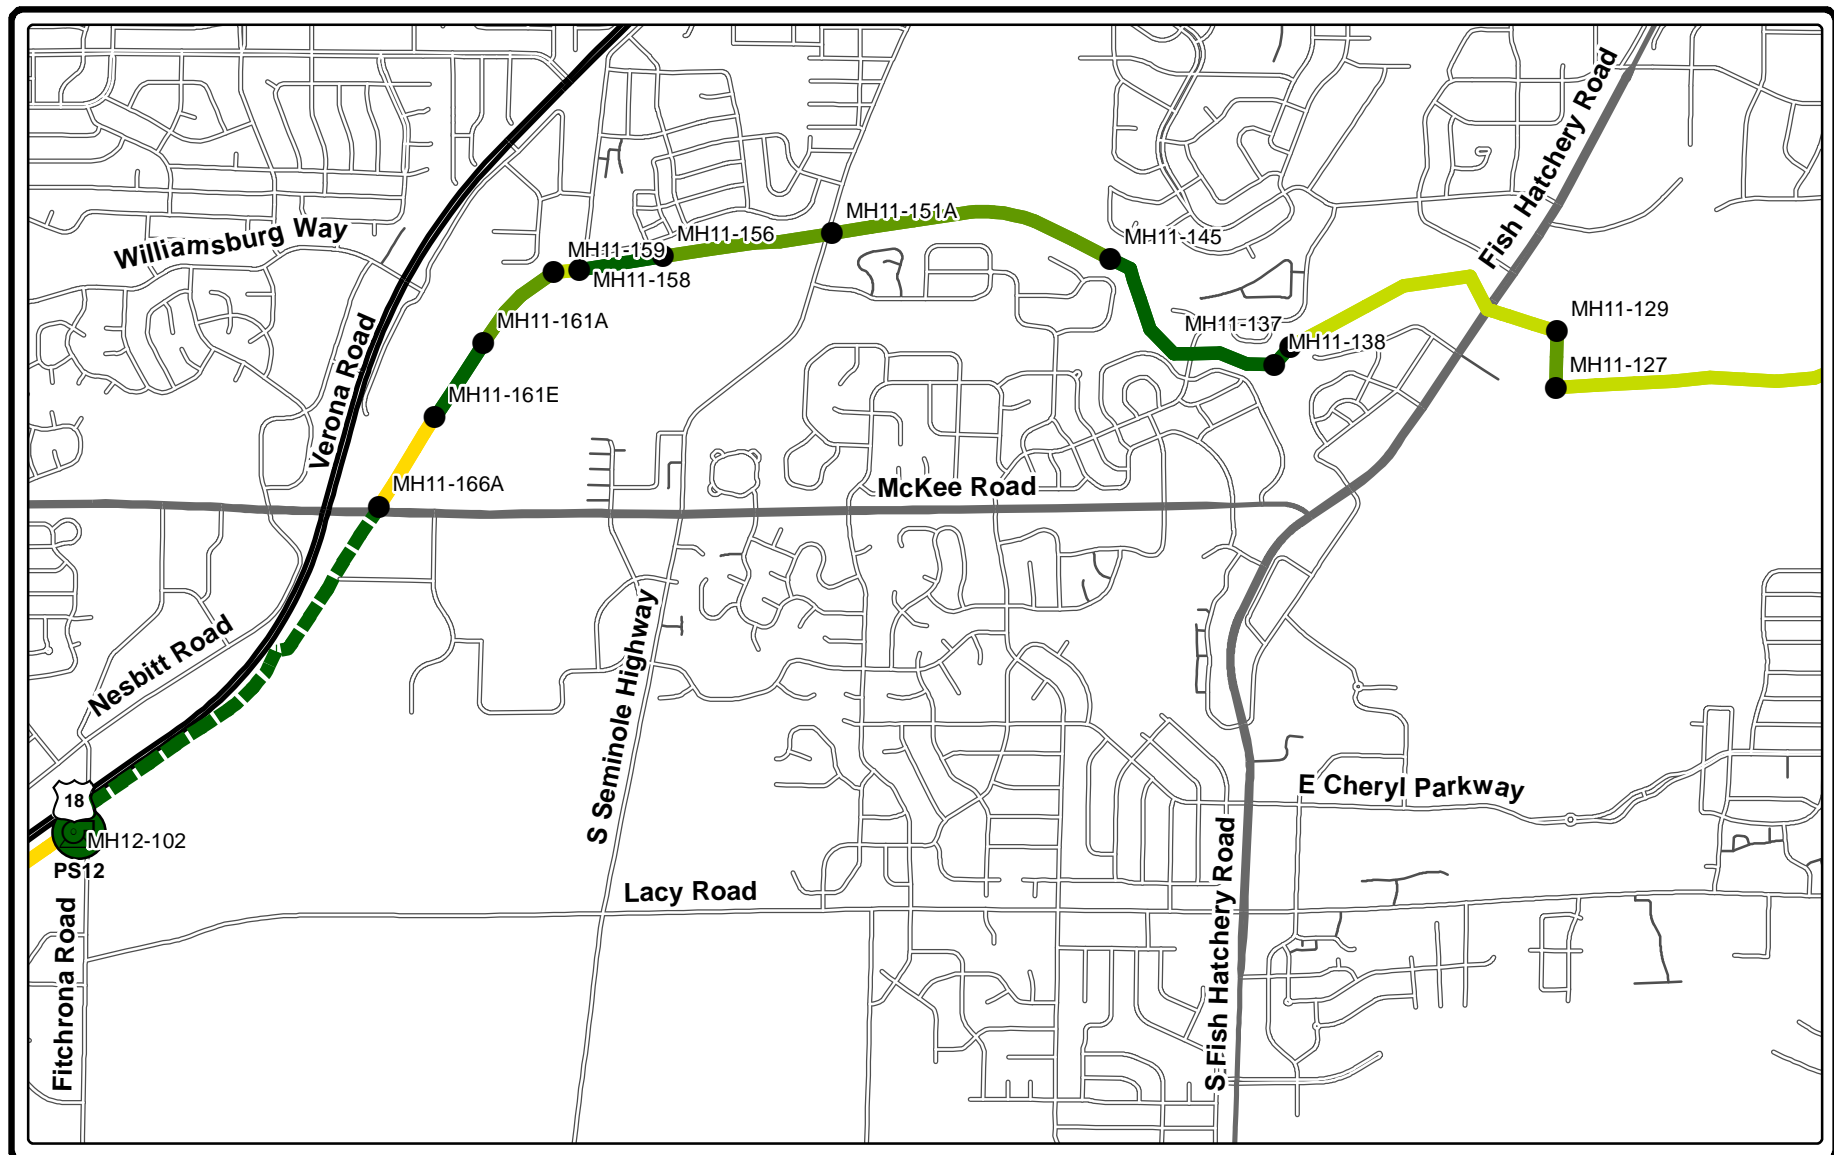 Fish Hatchery Road
MH11-151A
Williamsburg Way
MH11-156
MH11-145
MH11-159
MH11-158
MH11-129
MH11-161A
MH11-137
MH11-138
MH11-127
Verona Road
MH11-161E
MH11-166A
McKee Road
Nesbitt Road
S Seminole Highway
E Cheryl Parkway
18
MH12-102
PS12
Lacy Road
Fitchrona Road
S Fish Hatchery Road